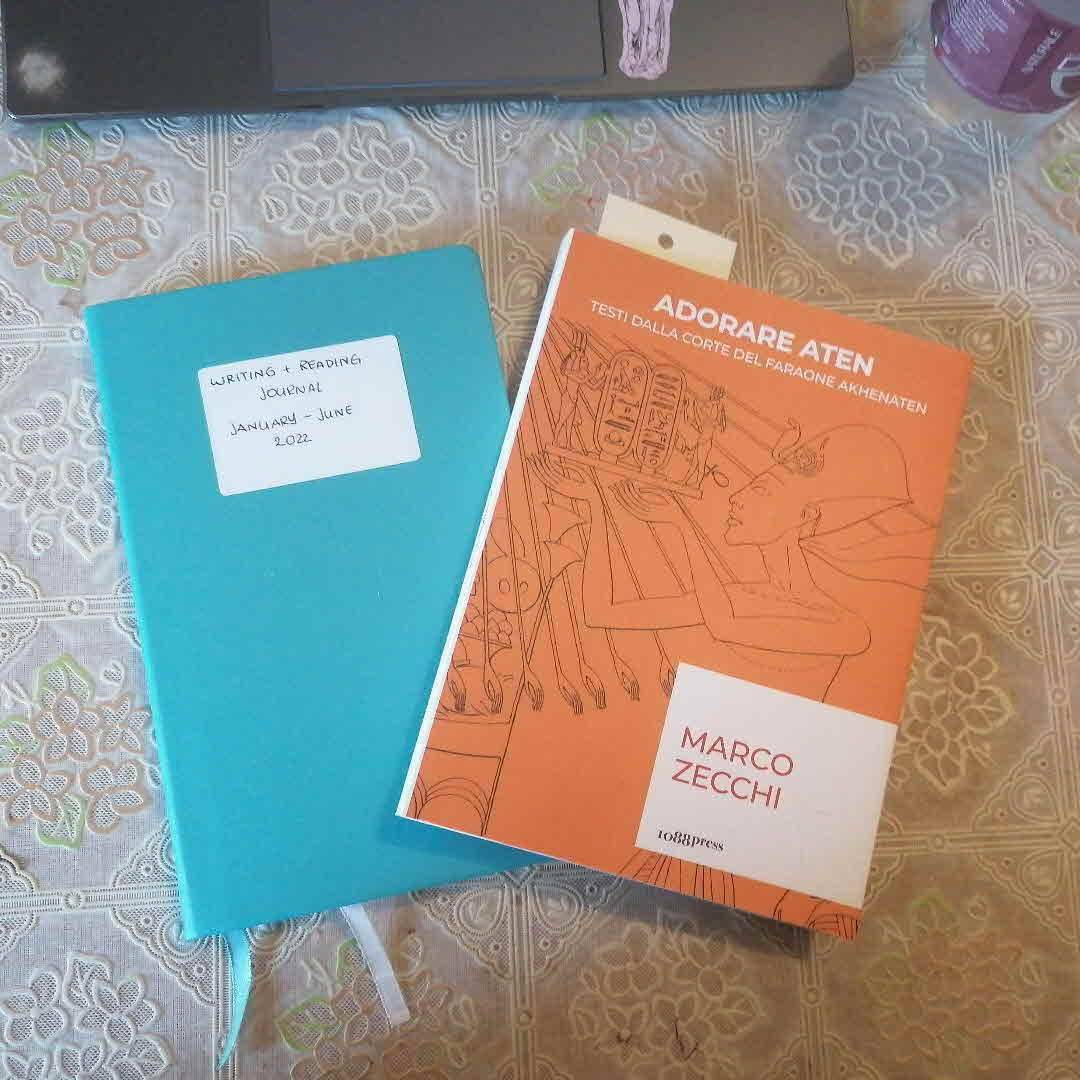 WRITING + READING
JOURNAL
JANUARY - JUNE
2022
ADORARE ATEN
TESTI DALLA CORTE DEL FARAONE AKHENATEN
MARCO
ZECCHI
1088press